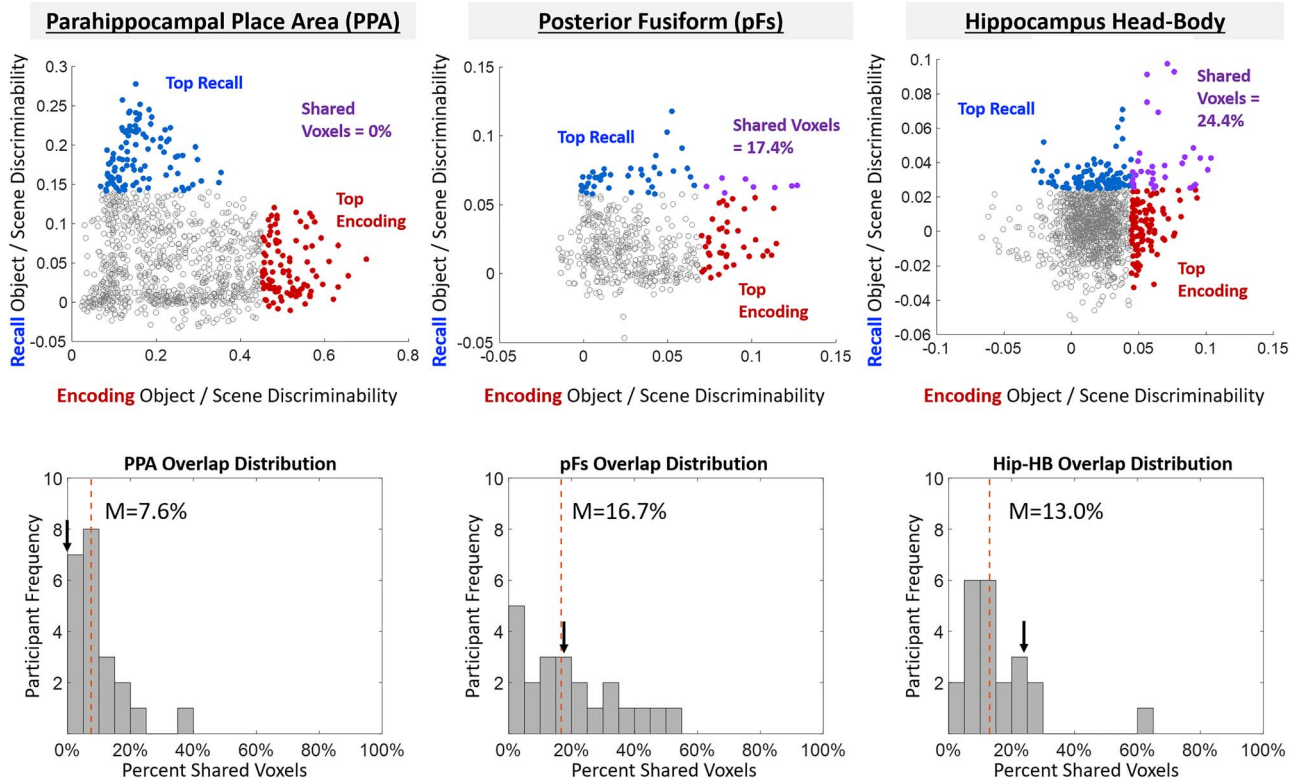 Parahippocampal Place Area (PPA)
Posterior Fusiform (pFs)
Hippocampus Head-Body
Recall Object / Scene Discriminability
0.3
0.25
0.2
0.15
0.1
0.05
0
-0.05
Top Recall
Shared
Voxels = 0%
Top
Encoding
0
0.2
0.4
0.6
0.8
Encoding Object / Scene Discriminability
Recall Object / Scene Discriminability
0.15
0.1
0.05
0
-0.05
Top Recall
Shared Voxels
= 17.4%
Top
Encoding
-0.05
0
0.05
0.1
0.15
Encoding Object / Scene Discriminability
Recall Object / Scene Discriminability
0.1
0.08
0.06
0.04
0.02
0
-0.02
-0.04
-0.06
Top Recall
Shared
Voxels =
24.4%
Top
Encoding
-0.1
-0.05
0
0.05
0.1
0.15
Encoding Object / Scene Discriminability
PPA Overlap Distribution
Participant Frequency
10
8
6
4
2
M=7.6%
0%
20%
40%
60%
80%
100%
Percent Shared Voxels
pFs Overlap Distribution
Participant Frequency
10
8
6
4
2
M=16.7%
0%
20%
40%
60%
80%
100%
Percent Shared Voxels
Hip-HB Overlap Distribution
Participant Frequency
10
8
6
4
2
M=13.0%
0%
20%
40%
60%
80%
100%
Percent Shared Voxels